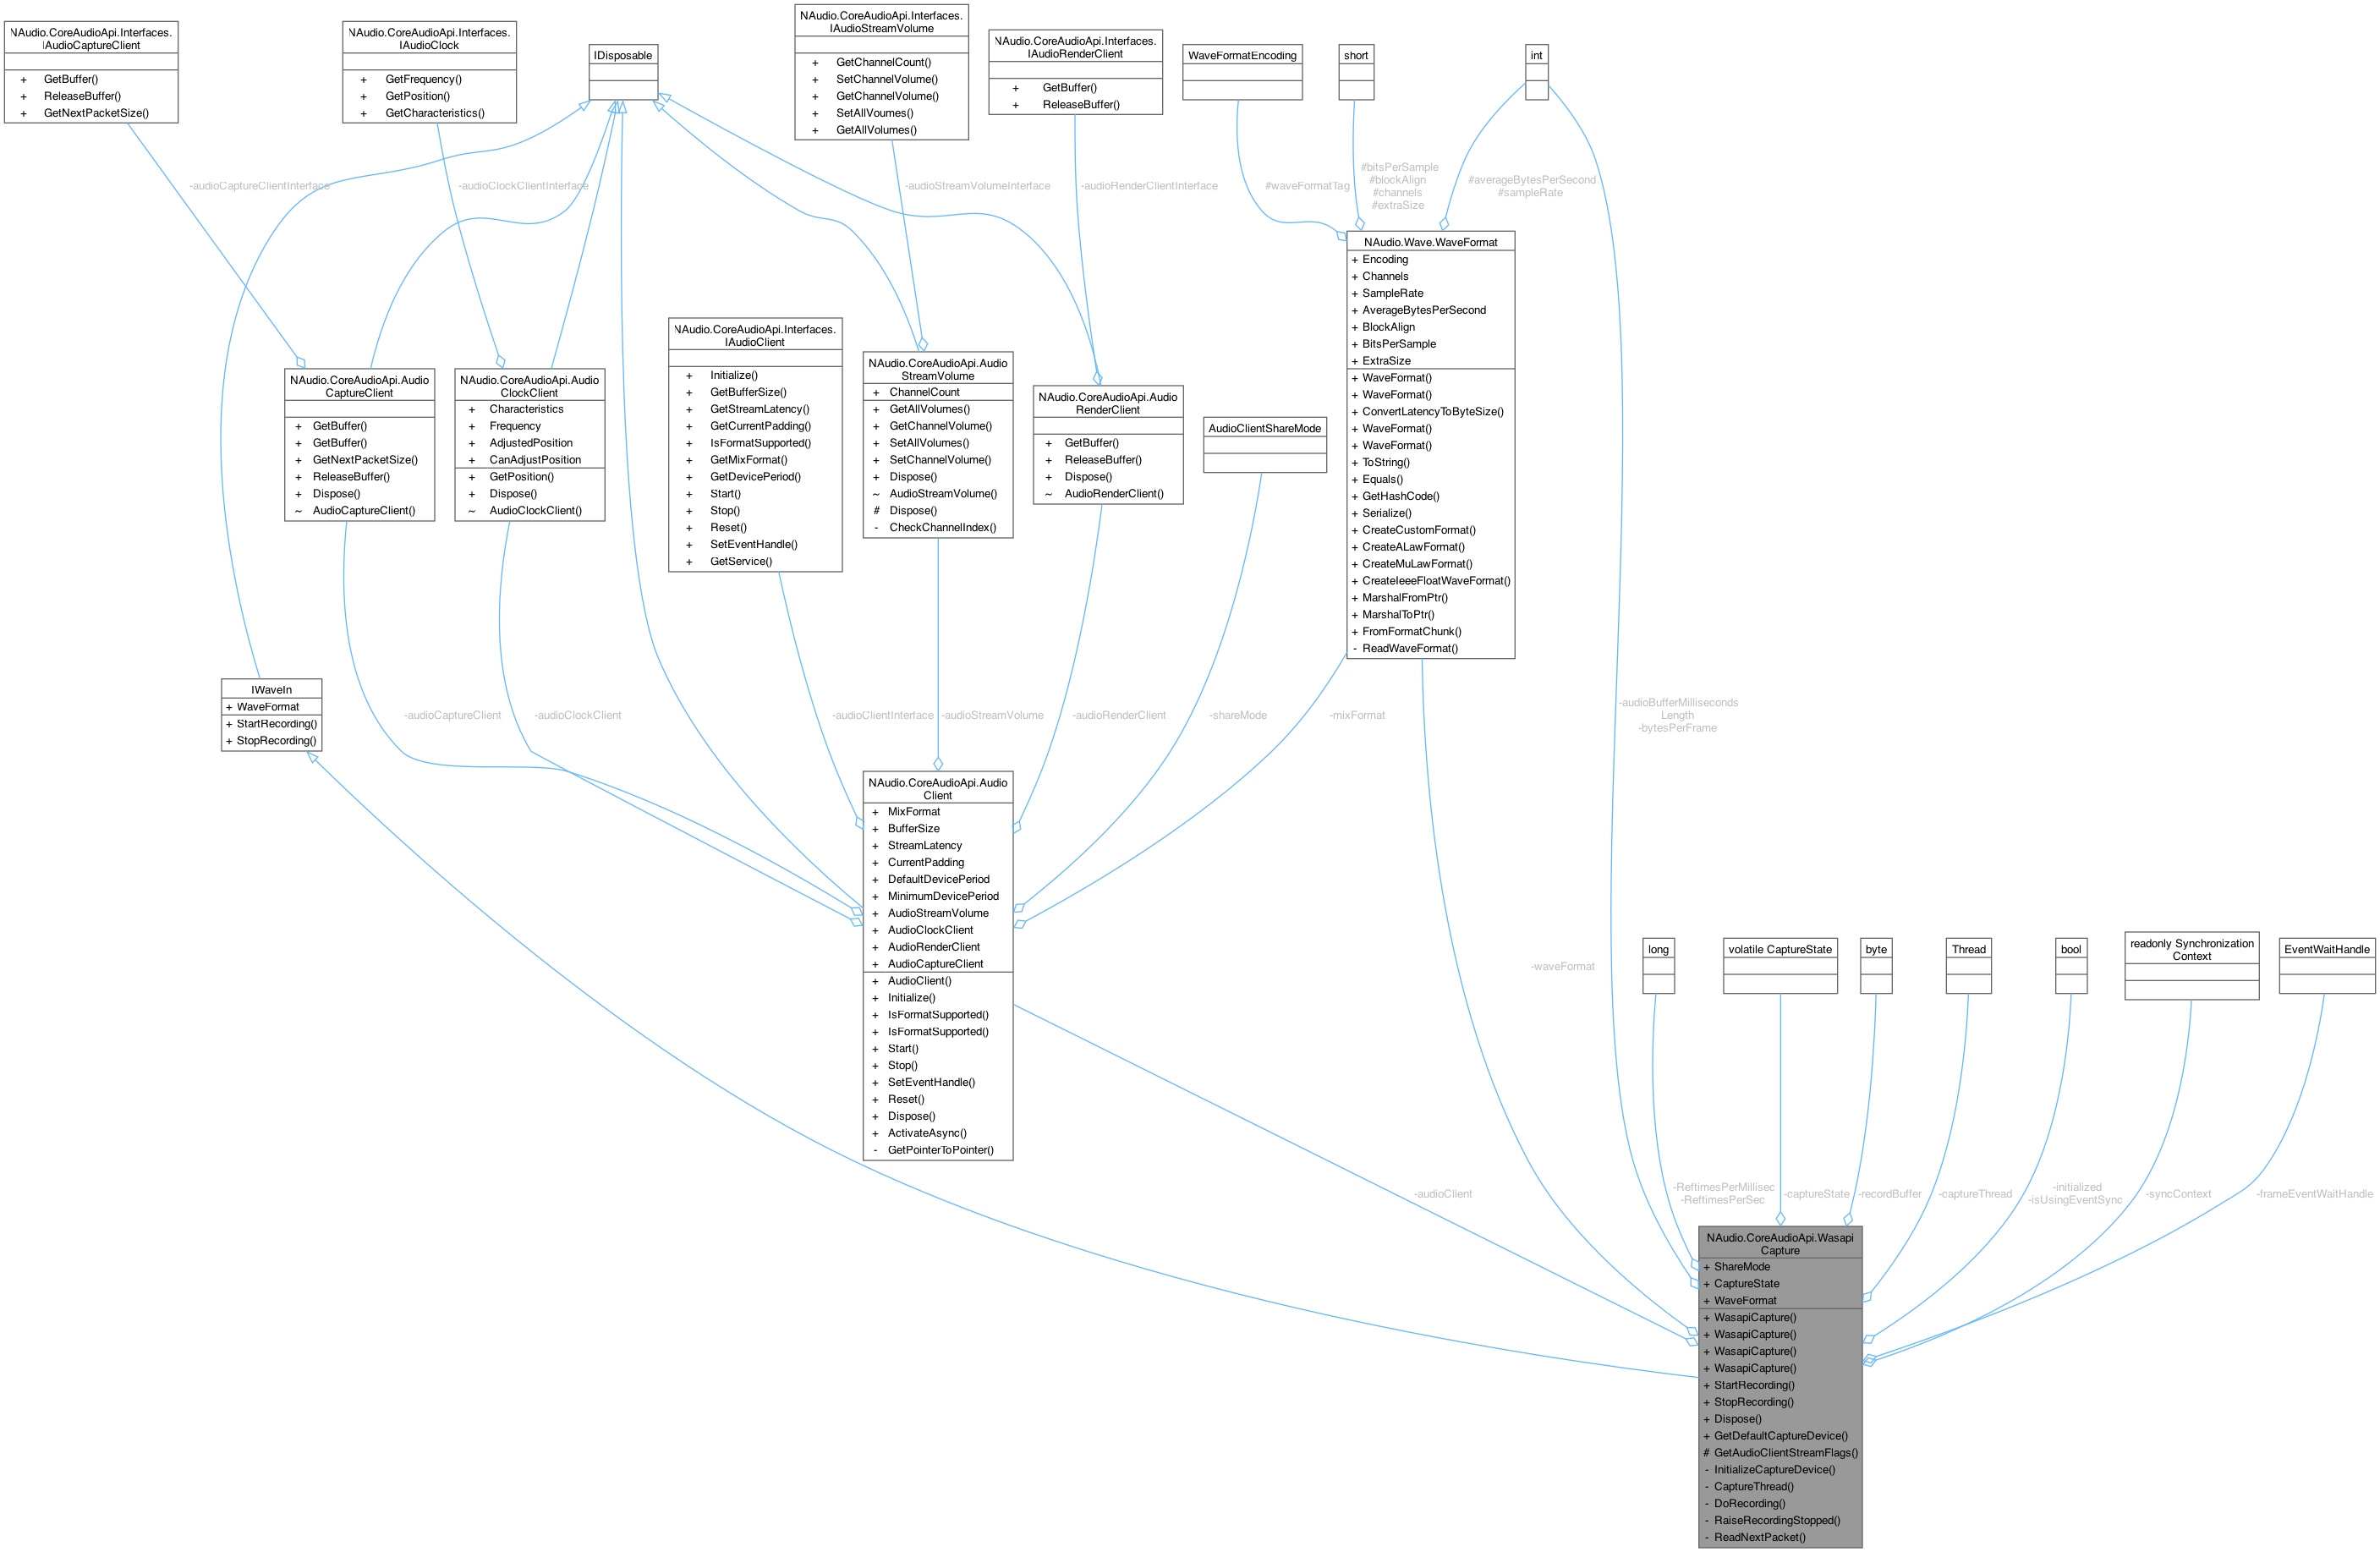 NAudio.CoreAudioApi.Interfaces.
IAudioCaptureClient
+ GetBuffer()
+ ReleaseBuffer()
+ GetNextPacketSize()
NAudio.CoreAudioApi.Interfaces.
IAudioClock
+ GetFrequency()
+ GetPosition()
+ GetCharacteristics()
IDisposable
NAudio.CoreAudioApi.Interfaces.
IAudioStreamVolume
+ GetChannelCount()
+ SetChannelVolume()
+ GetChannelVolume()
+ SetAllVoumes()
+ GetAllVolumes()
NAudio.CoreAudioApi.Interfaces.
IAudioRenderClient
+ GetBuffer()
+ ReleaseBuffer()
WaveFormatEncoding
short
int
-audioCaptureClientInterface
-audioClockClientInterface
-audioStreamVolumeInterface
-audioRenderClientInterface
#waveFormatTag
#bitsPerSample
#blockAlign
#channels
#extraSize
#averageBytesPerSecond
#sampleRate
NAudio.Wave.WaveFormat
+ Encoding
+ Channels
+ SampleRate
+ AverageBytesPerSecond
+ BlockAlign
+ BitsPerSample
+ ExtraSize
+ WaveFormat()
+ WaveFormat()
+ ConvertLatencyToByteSize()
+ WaveFormat()
+ WaveFormat()
+ ToString()
+ Equals()
+ GetHashCode()
+ Serialize()
+ CreateCustomFormat()
+ CreateALawFormat()
+ CreateMuLawFormat()
+ CreateIeeeFloatWaveFormat()
+ MarshalFromPtr()
+ MarshalToPtr()
+ FromFormatChunk()
- ReadWaveFormat()
NAudio.CoreAudioApi.Audio
CaptureClient
+ GetBuffer()
+ GetBuffer()
+ GetNextPacketSize()
+ ReleaseBuffer()
+ Dispose()
~ AudioCaptureClient()
NAudio.CoreAudioApi.Audio
ClockClient
+ Characteristics
+ Frequency
+ AdjustedPosition
+ CanAdjustPosition
+ GetPosition()
+ Dispose()
~ AudioClockClient()
NAudio.CoreAudioApi.Interfaces.
IAudioClient
+ Initialize()
+ GetBufferSize()
+ GetStreamLatency()
+ GetCurrentPadding()
+ IsFormatSupported()
+ GetMixFormat()
+ GetDevicePeriod()
+ Start()
+ Stop()
+ Reset()
+ SetEventHandle()
+ GetService()
NAudio.CoreAudioApi.Audio
StreamVolume
+ ChannelCount
+ GetAllVolumes()
+ GetChannelVolume()
+ SetAllVolumes()
+ SetChannelVolume()
+ Dispose()
~ AudioStreamVolume()
# Dispose()
- CheckChannelIndex()
NAudio.CoreAudioApi.Audio
RenderClient
+ GetBuffer()
+ ReleaseBuffer()
+ Dispose()
~ AudioRenderClient()
AudioClientShareMode
IWaveIn
+ WaveFormat
+ StartRecording()
+ StopRecording()
-audioCaptureClient
-audioClockClient
-audioClientInterface
-audioStreamVolume
-audioRenderClient
-shareMode
-mixFormat
-audioBufferMilliseconds
Length
-bytesPerFrame
NAudio.CoreAudioApi.Audio
Client
+ MixFormat
+ BufferSize
+ StreamLatency
+ CurrentPadding
+ DefaultDevicePeriod
+ MinimumDevicePeriod
+ AudioStreamVolume
+ AudioClockClient
+ AudioRenderClient
+ AudioCaptureClient
+ AudioClient()
+ Initialize()
+ IsFormatSupported()
+ IsFormatSupported()
+ Start()
+ Stop()
+ SetEventHandle()
+ Reset()
+ Dispose()
+ ActivateAsync()
- GetPointerToPointer()
-waveFormat
long
volatile CaptureState
byte
Thread
bool
readonly Synchronization
Context
EventWaitHandle
-audioClient
-ReftimesPerMillisec
-ReftimesPerSec
-captureState
-recordBuffer
-captureThread
-initialized
-isUsingEventSync
-syncContext
-frameEventWaitHandle
NAudio.CoreAudioApi.Wasapi
Capture
+ ShareMode
+ CaptureState
+ WaveFormat
+ WasapiCapture()
+ WasapiCapture()
+ WasapiCapture()
+ WasapiCapture()
+ StartRecording()
+ StopRecording()
+ Dispose()
+ GetDefaultCaptureDevice()
# GetAudioClientStreamFlags()
- InitializeCaptureDevice()
- CaptureThread()
- DoRecording()
- RaiseRecordingStopped()
- ReadNextPacket()